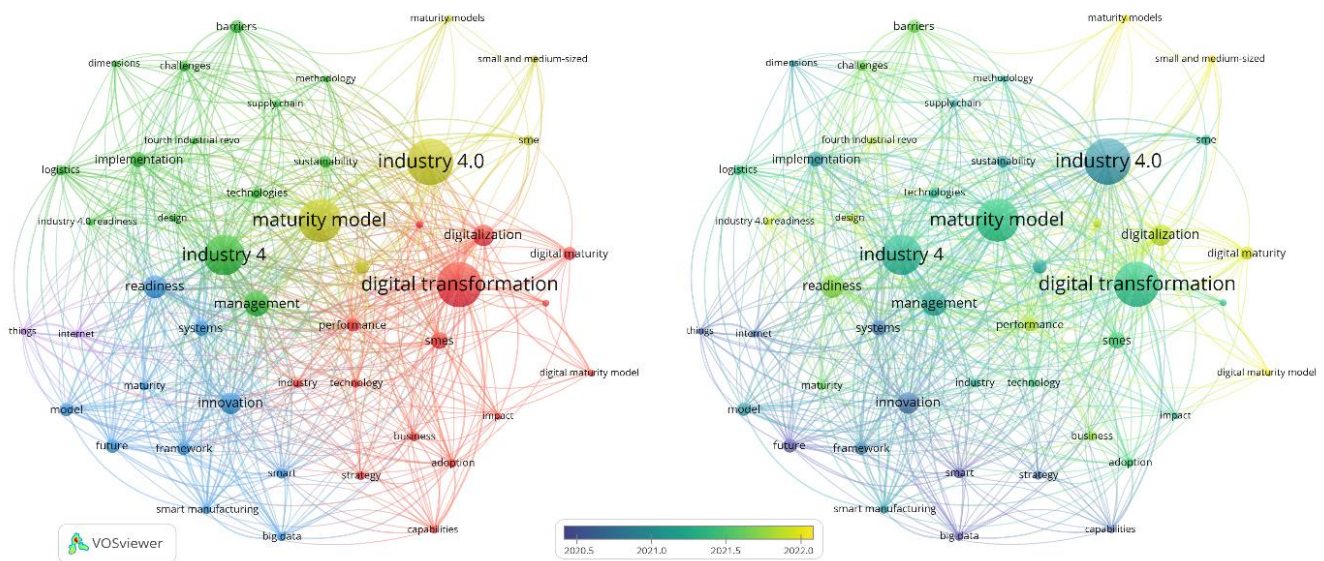 barriers
maturity models
dimensions
challenges
small and medium-sized
methodology
supply chain
fourth industrial revo
sme
implementation
sustainability
industry 4.0
logistics
technologies
industry 4.0 readiness
design
maturity model
digitalization
industry 4
digital maturity
readiness
digital transformation
management
things
internet
systems
performance
smes
maturity
industry
technology
digital maturity model
model
innovation
impact
future
framework
business
smart
strategy
adoption
smart manufacturing
big data
capabilities
VOSviewer
barriers
maturity models
dimensions
challenges
small and medium-sized
methodology
supply chain
fourth industrial revo
sme
implementation
sustainability
industry 4.0
logistics
technologies
industry 4.0 readiness
design
maturity model
digitalization
industry 4
digital maturity
readiness
digital transformation
management
things
internet
systems
performance
smes
maturity
industry
technology
digital maturity model
model
innovation
impact
future
framework
business
smart
strategy
adoption
smart manufacturing
big data
capabilities
2020.5 2021.0 2021.5 2022.0